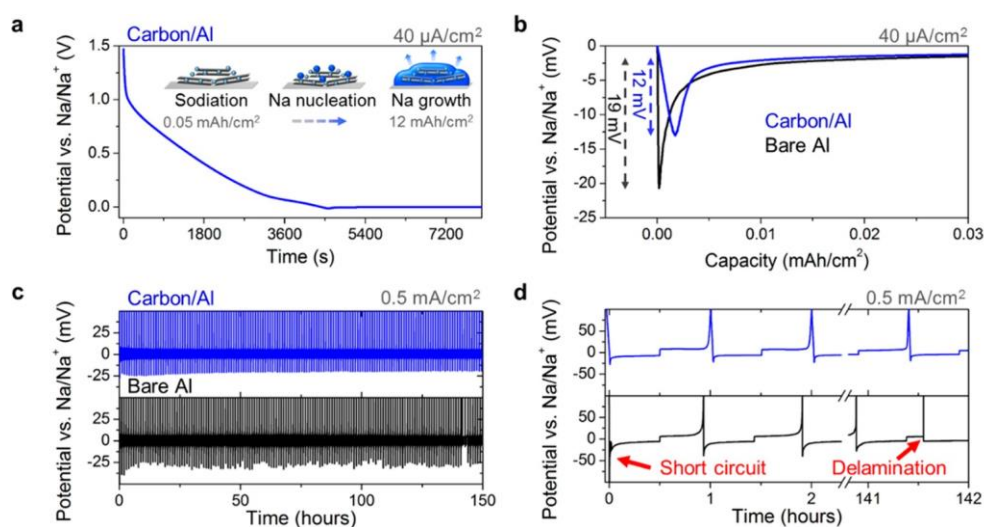 a
Carbon/Al
40 µA/cm²
Potential vs. Na/Na⁺ (V)
1.5
1.0
0.5
0.0
Sodiation
Na nucleation
Na growth
0.05 mAh/cm²
12 mAh/cm²
0
1800
3600
5400
7200
Time (s)
b
40 µA/cm²
Potential vs. Na/Na⁺ (mV)
0
-5
-10
-15
-20
-25
19 mV
12 mV
Carbon/Al
Bare Al
0.00
0.01
0.02
0.03
Capacity (mAh/cm²)
c
Carbon/Al
0.5 mA/cm²
Potential vs. Na/Na⁺ (mV)
25
0
-25
Bare Al
25
0
-25
0
50
100
150
Time (hours)
d
0.5 mA/cm²
Potential vs. Na/Na⁺ (mV)
50
0
-50
50
0
-50
Short circuit
Delamination
0
1
2
141
142
Time (hours)